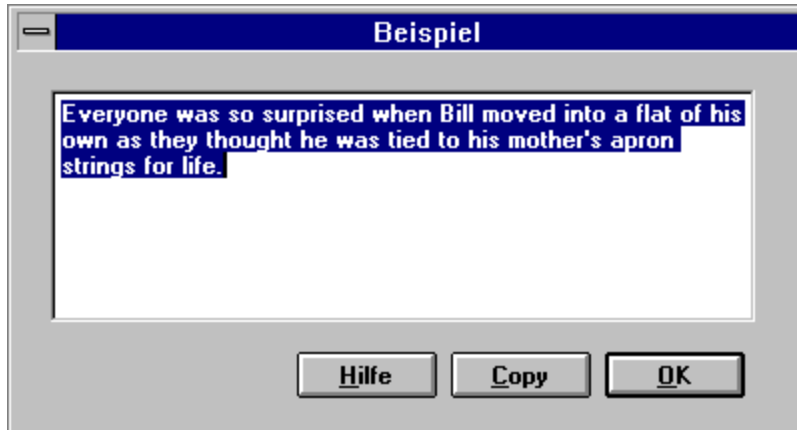 Beispiel
Everyone was so surprised when Bill moved into a flat of his
own as they thought he was tied to his mother's apron
strings for life.
Hilfe Copy OK